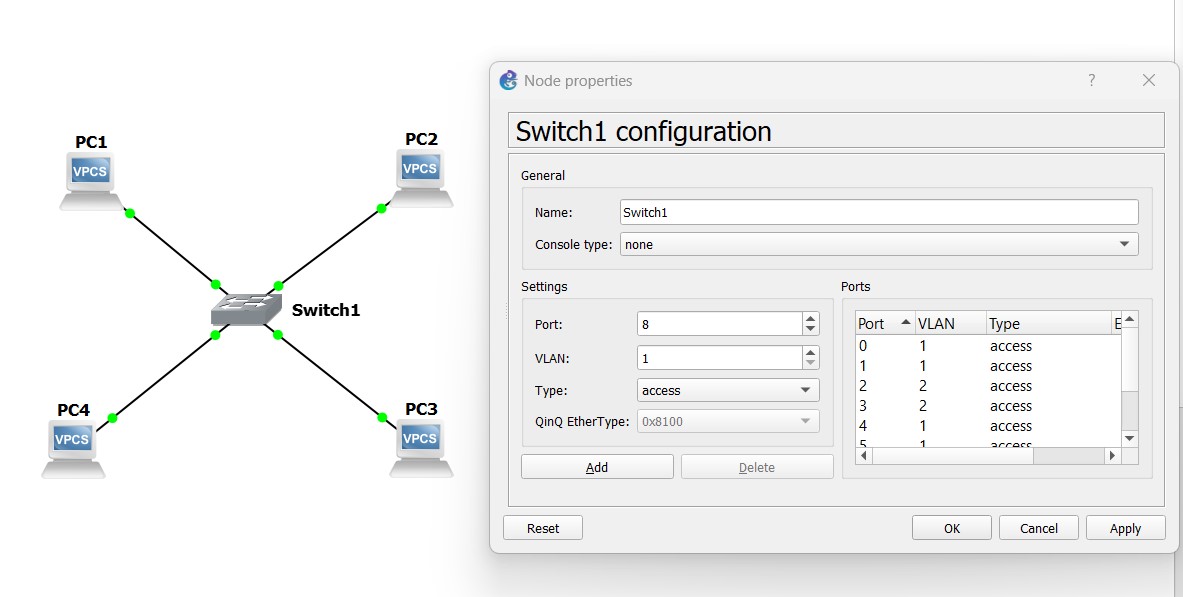 PC1
VPCS
PC2
VPCS
Switch1
PC4
VPCS
PC3
VPCS
Node properties
?
Switch1 configuration
General
Name: Switch1
Console type: none
Settings
Port: 8
VLAN: 1
Type: access
QinQ EtherType: 0x8100
Add Delete
Ports
Port VLAN Type
0 1 access
1 1 access
2 2 access
3 2 access
4 1 access
5 1 access
Reset OK Cancel Apply